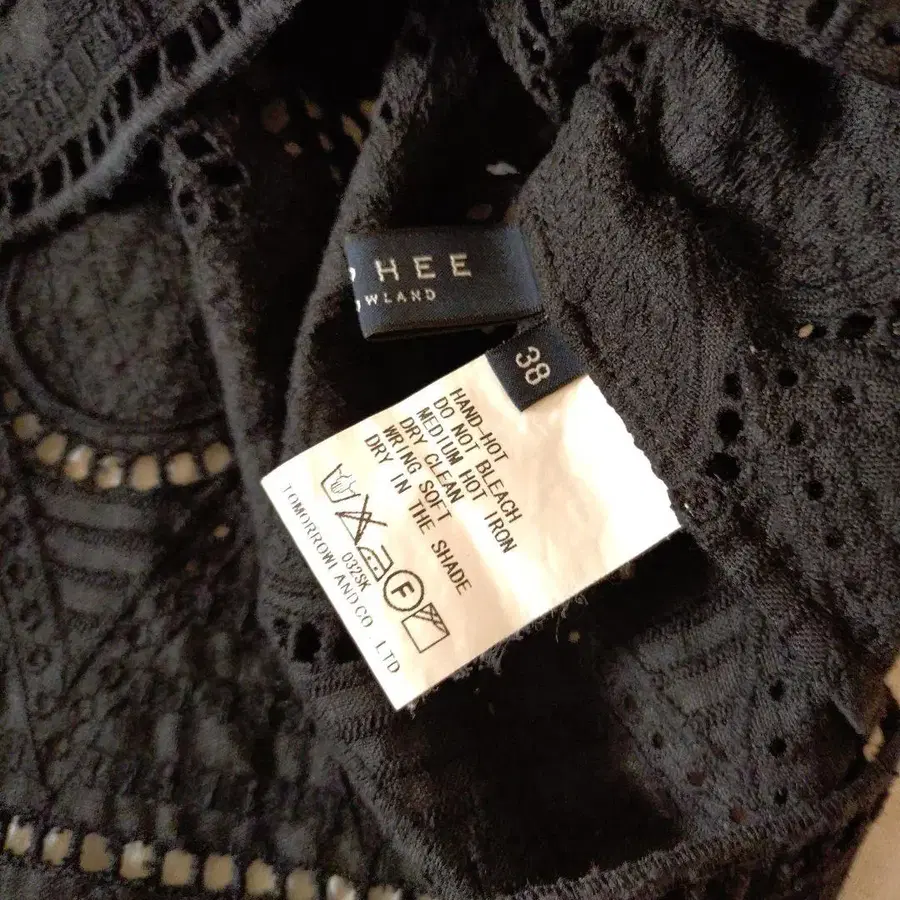 HEE
WLAND
38
HAND-HOT
DO NOT BLEACH
MEDIUM HOT IRON
DRY CLEAN
WRING SOFT
DRY IN THE SHADE
032SK
F
TOMORROWLAND CO.,LTD